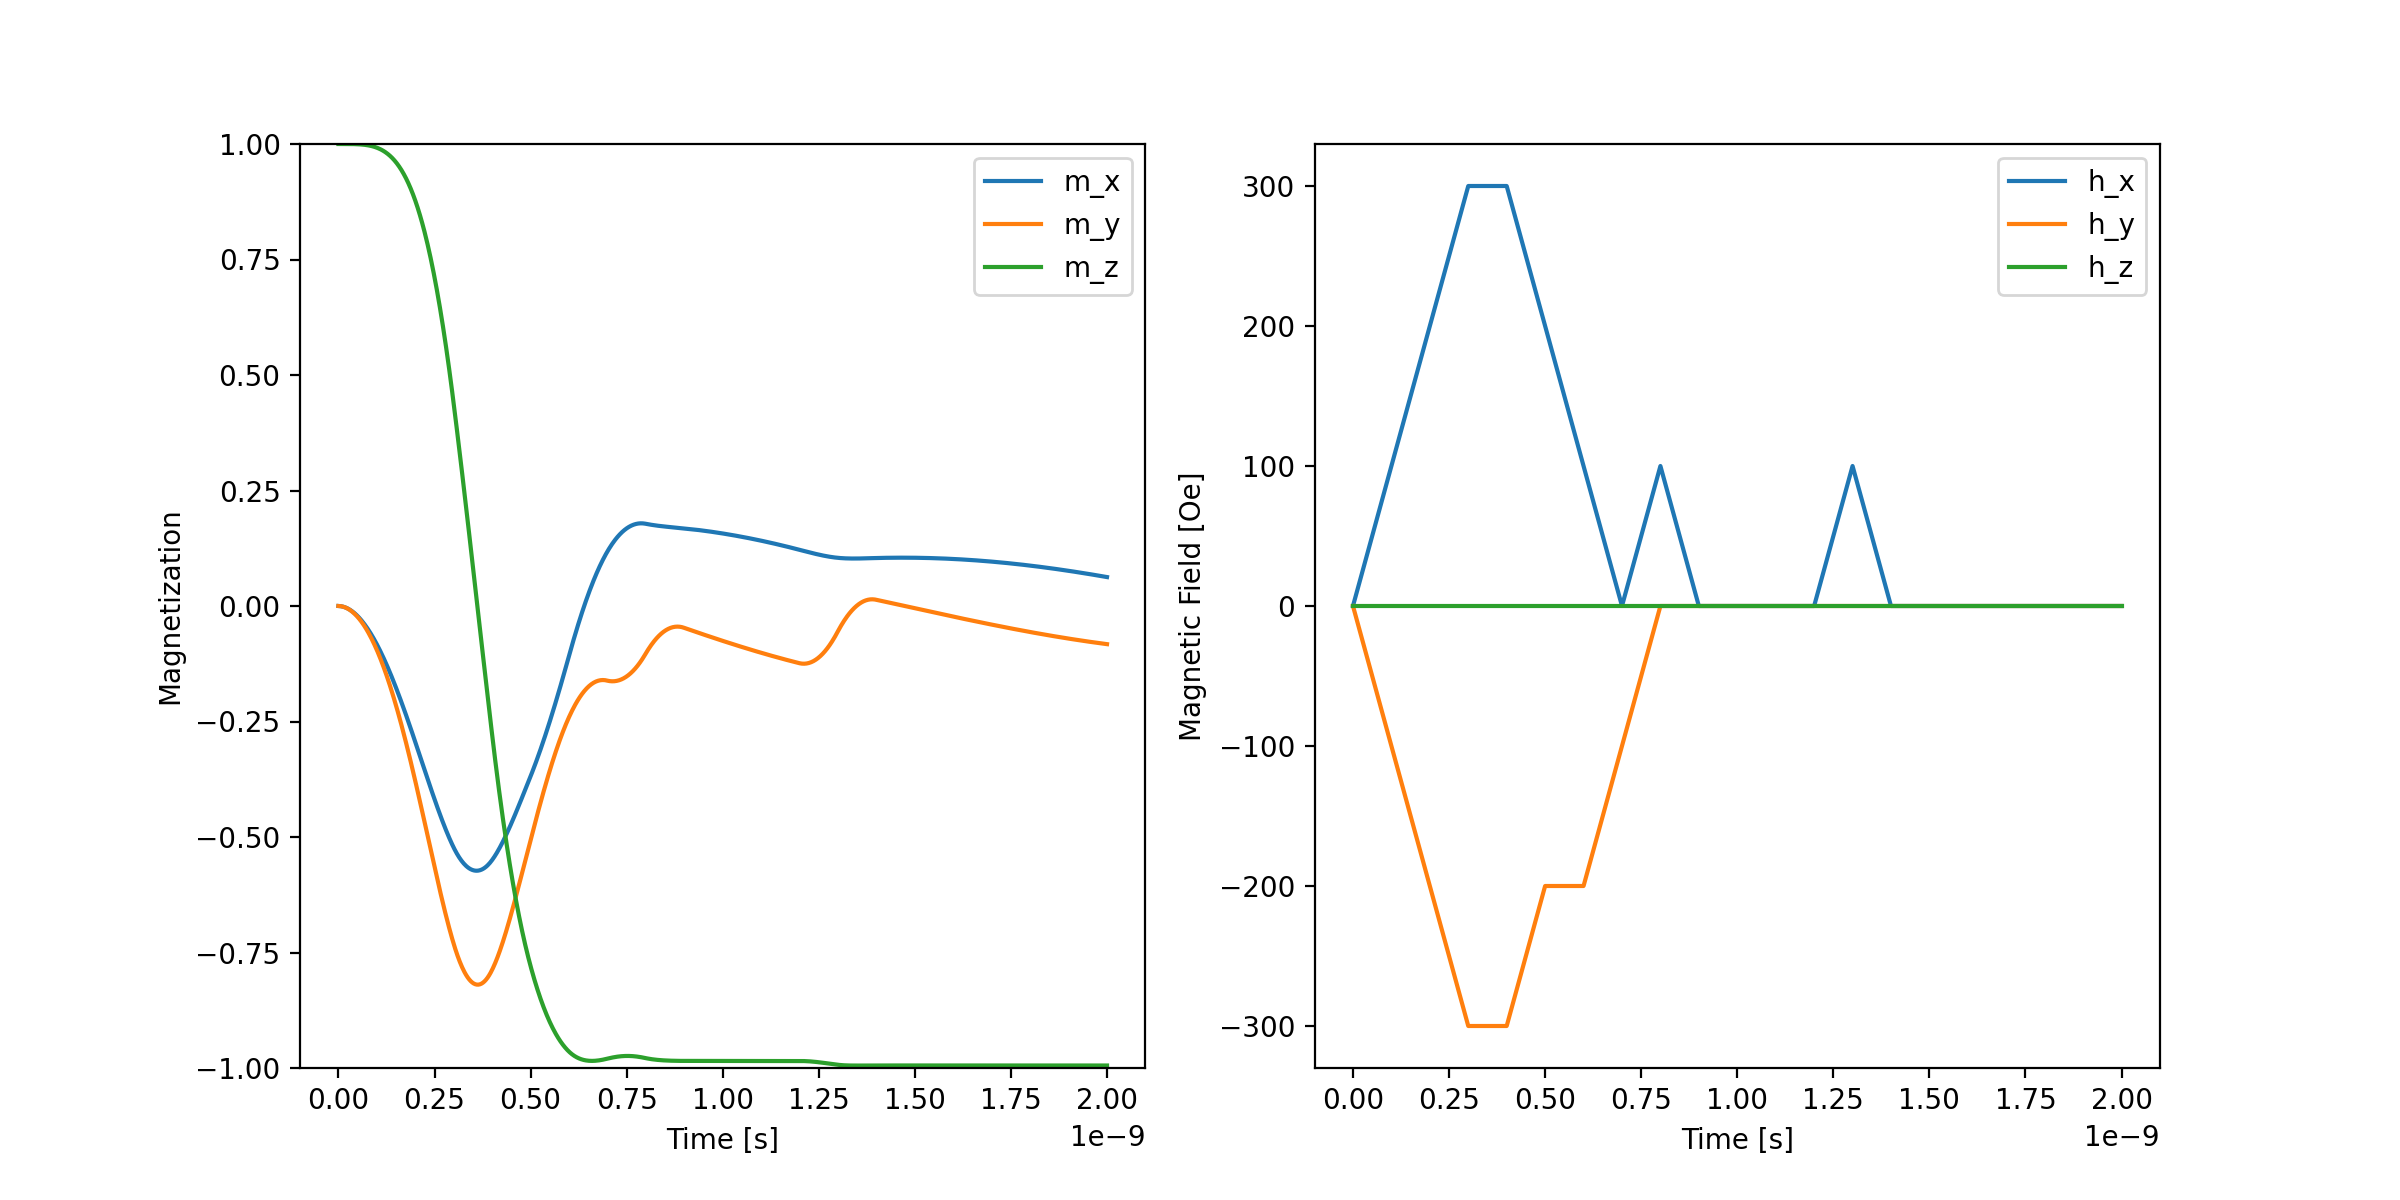 1.00
0.75
0.50
0.25
0.00
−0.25
−0.50
−0.75
−1.00
Magnetization
m_x
m_y
m_z
0.00 0.25 0.50 0.75 1.00 1.25 1.50 1.75 2.00
Time [s]
1e−9
300
200
100
0
−100
−200
−300
Magnetic Field [Oe]
h_x
h_y
h_z
0.00 0.25 0.50 0.75 1.00 1.25 1.50 1.75 2.00
Time [s]
1e−9